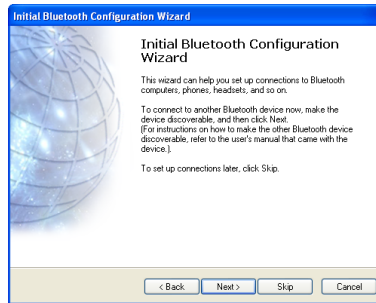 Initial Bluetooth Configuration Wizard
Initial Bluetooth Configuration
Wizard
This wizard can help you set up connections to Bluetooth
computers, phones, headsets, and so on.
To connect to another Bluetooth device now, make the
device discoverable, and then click Next.
(For instructions on how to make the other Bluetooth device
discoverable, refer to the user's manual that came with the
device.).
To set up connections later, click Skip.
< Back
Next >
Skip
Cancel